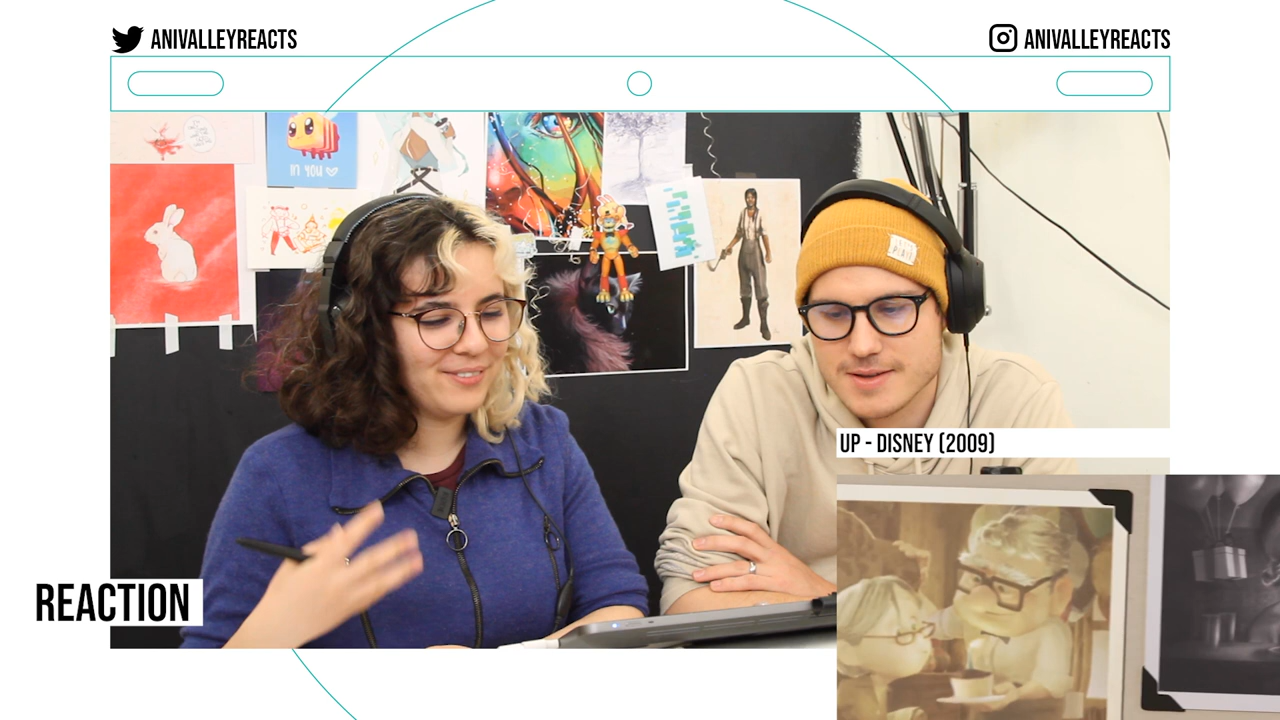 ANIVALLEYREACTS
ANIVALLEYREACTS
IN YOU
UP - DISNEY (2009)
REACTION